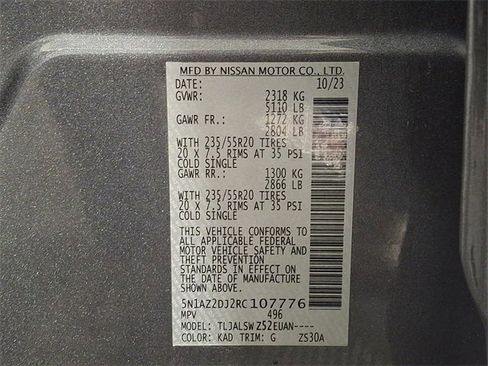 MFD BY NISSAN MOTOR CO., LTD.
DATE: 10/23
GVWR: 2318 KG
5110 LB
GAWR FR.: 1272 KG
2804 LB
WITH 235/55R20 TIRES
20 X 7.5 RIMS AT 35 PSI
COLD SINGLE
GAWR RR.: 1300 KG
2866 LB
WITH 235/55R20 TIRES
20 X 7.5 RIMS AT 35 PSI
COLD SINGLE
THIS VEHICLE CONFORMS TO
ALL APPLICABLE FEDERAL
MOTOR VEHICLE SAFETY AND
THEFT PREVENTION
STANDARDS IN EFFECT ON
THE DATE OF MANUFACTURE
SHOWN ABOVE.
5N1AZ2DJ2RC107776
MPV 496
MODEL: TLJALSWZ52EUAN----
COLOR: KAD TRIM: G ZS30A